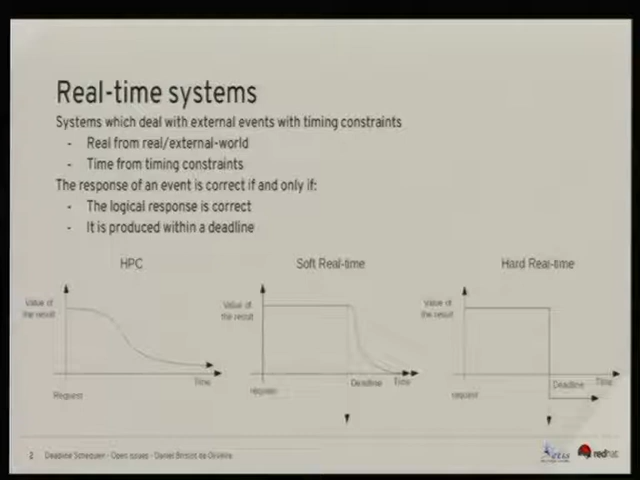 Real-time systems
Systems which deal with external events with timing constraints
- Real from real/external-world
- Time from timing constraints
The response of an event is correct if and only if:
- The logical response is correct
- It is produced within a deadline
HPC
Soft Real-time
Hard Real-time
Value of
the result
Value of
the result
Value of
the result
Time
Deadline
Time
Deadline
Time
Request
request
request
2 Deadline Scheduler - Open issues - Daniel Bristot de Oliveira
retis
redhat